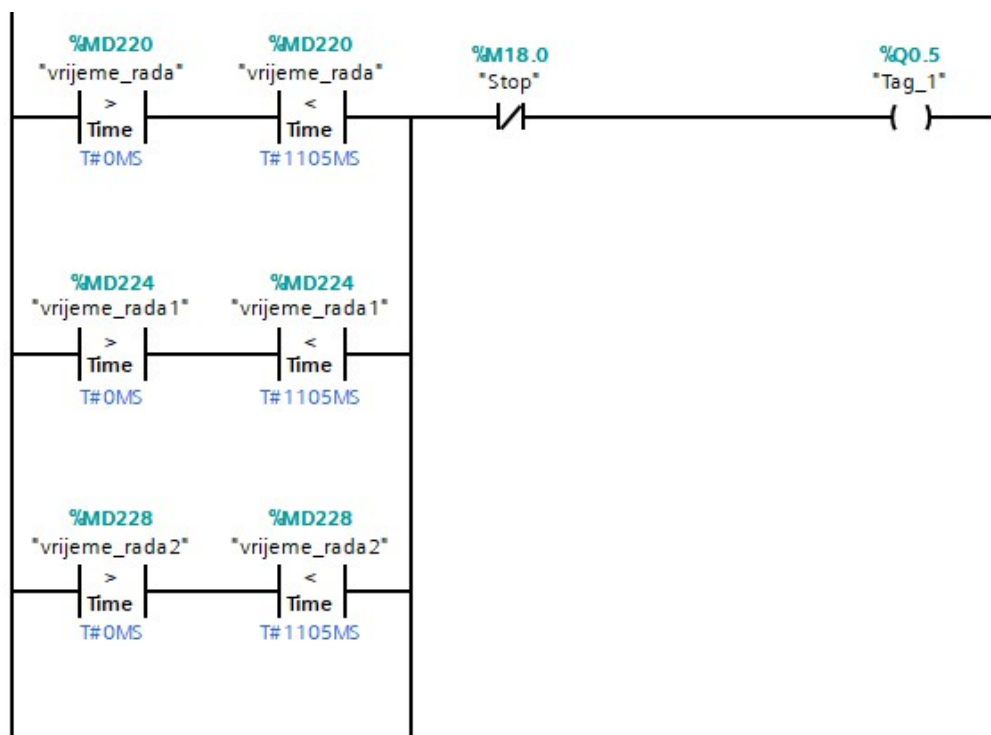 %MD220 %MD220
"vrijeme_rada" "vrijeme_rada"
%M18.0 %Q0.5
"Stop" "Tag_1"
> <
Time Time
T#0MS T#1105MS
%MD224 %MD224
"vrijeme_rada1" "vrijeme_rada1"
> <
Time Time
T#0MS T#1105MS
%MD228 %MD228
"vrijeme_rada2" "vrijeme_rada2"
> <
Time Time
T#0MS T#1105MS